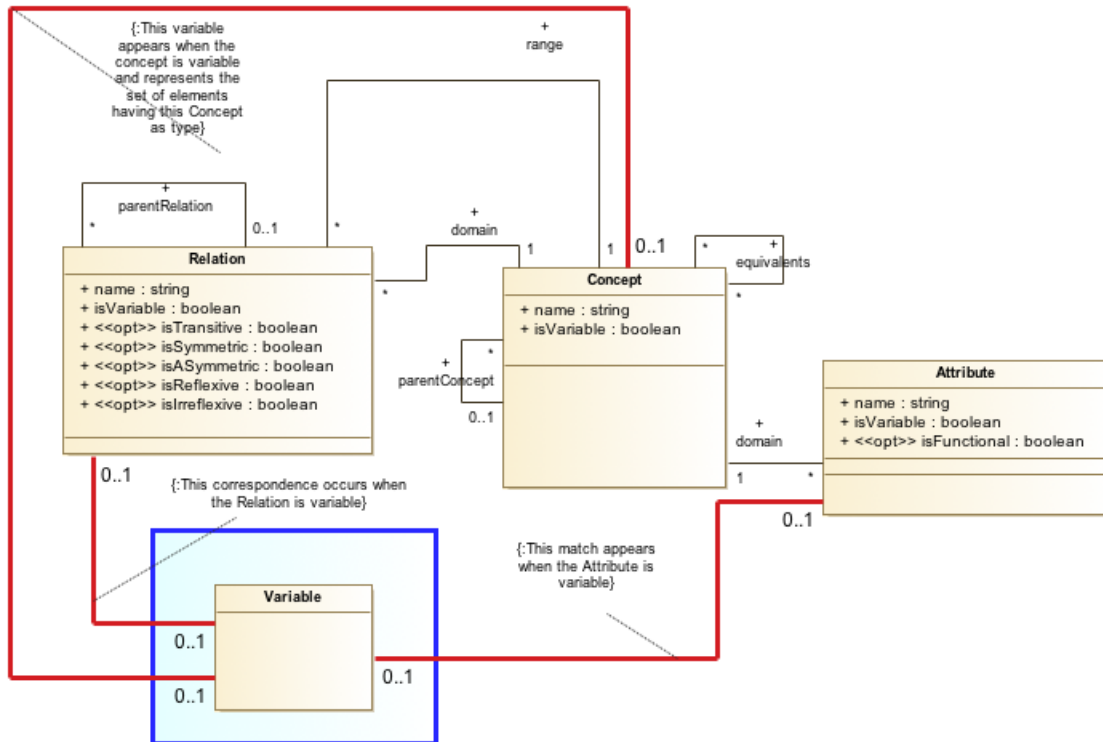 {:This variable
appears when the
concept is variable
and represents the
set of elements
having this Concept
as type}
+
range
+
parentRelation
*
0..1
*
+
domain
1
1
0..1
*
+
equivalents
*
*
Relation
+ name : string
+ isVariable : boolean
+ <<opt>> isTransitive : boolean
+ <<opt>> isSymmetric : boolean
+ <<opt>> isASymmetric : boolean
+ <<opt>> isReflexive : boolean
+ <<opt>> isIrreflexive : boolean
Concept
+ name : string
+ isVariable : boolean
*
+
parentConcept
0..1
Attribute
+ name : string
+ isVariable : boolean
+ <<opt>> isFunctional : boolean
+
domain
1
*
0..1
0..1
{:This correspondence occurs when
the Relation is variable}
{:This match appears
when the Attribute is
variable}
Variable
0..1
0..1
0..1